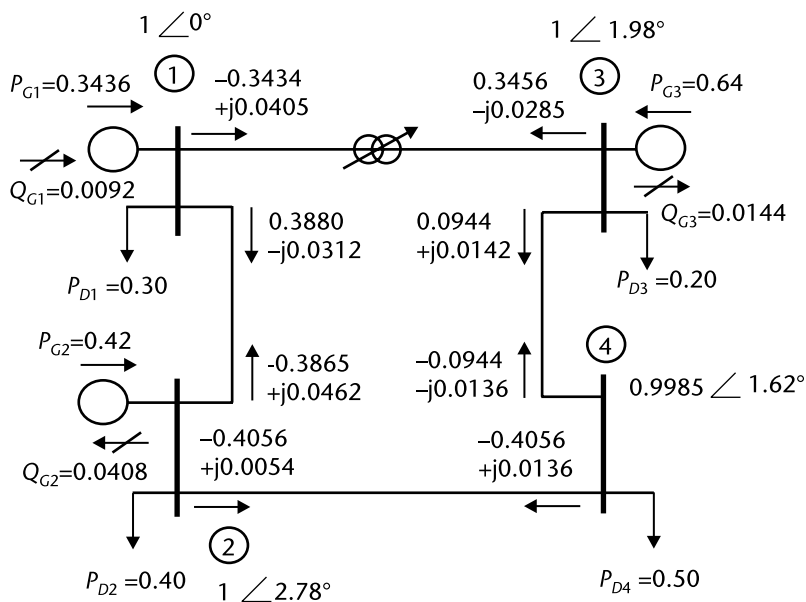 1 ∠0°
1 ∠ 1.98°
1
3
P_G1=0.3436
−0.3434
+j0.0405
0.3456
−j0.0285
P_G3=0.64
Q_G1=0.0092
Q_G3=0.0144
0.3880
−j0.0312
0.0944
+j0.0142
P_D1 =0.30
P_D3 =0.20
P_G2=0.42
4
-0.3865
+j0.0462
−0.0944
−j0.0136
0.9985 ∠ 1.62°
Q_G2=0.0408
−0.4056
+j0.0054
−0.4056
+j0.0136
2
P_D2 =0.40
1 ∠2.78°
P_D4 =0.50